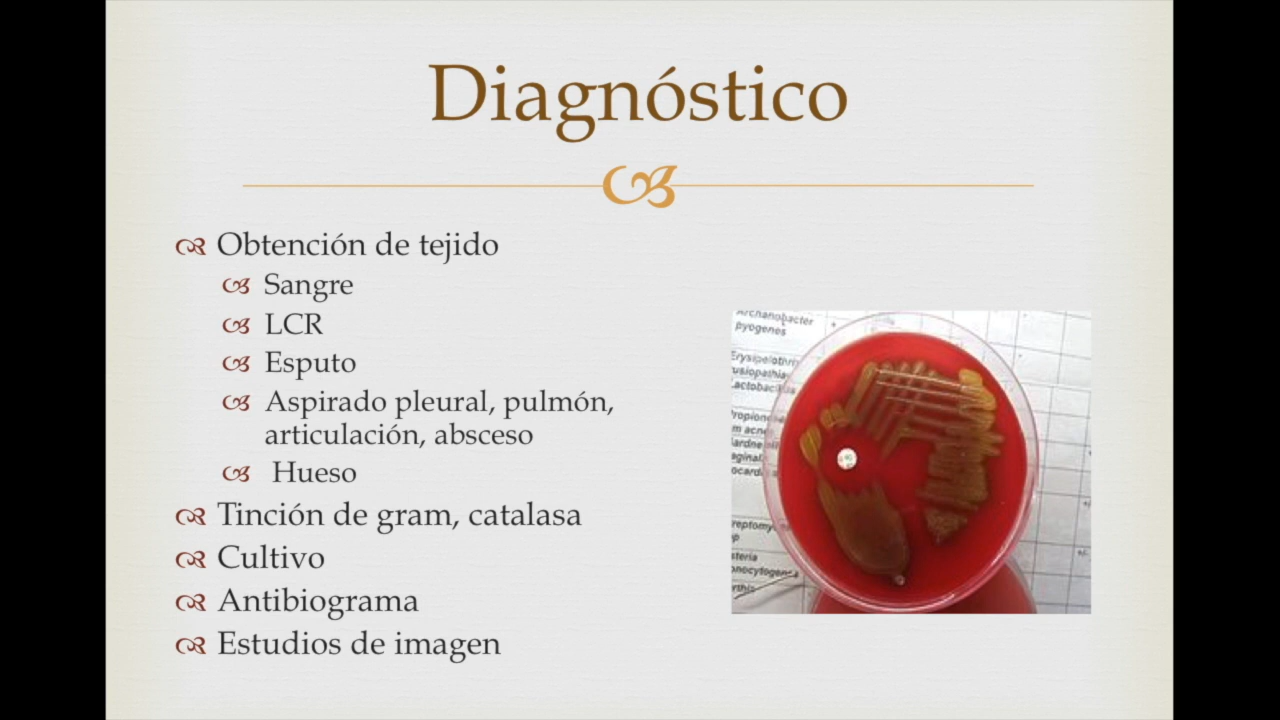 Diagnóstico
Obtención de tejido
Sangre
LCR
Esputo
Aspirado pleural, pulmón,
articulación, absceso
Hueso
Tinción de gram, catalasa
Cultivo
Antibiograma
Estudios de imagen
pyogenes